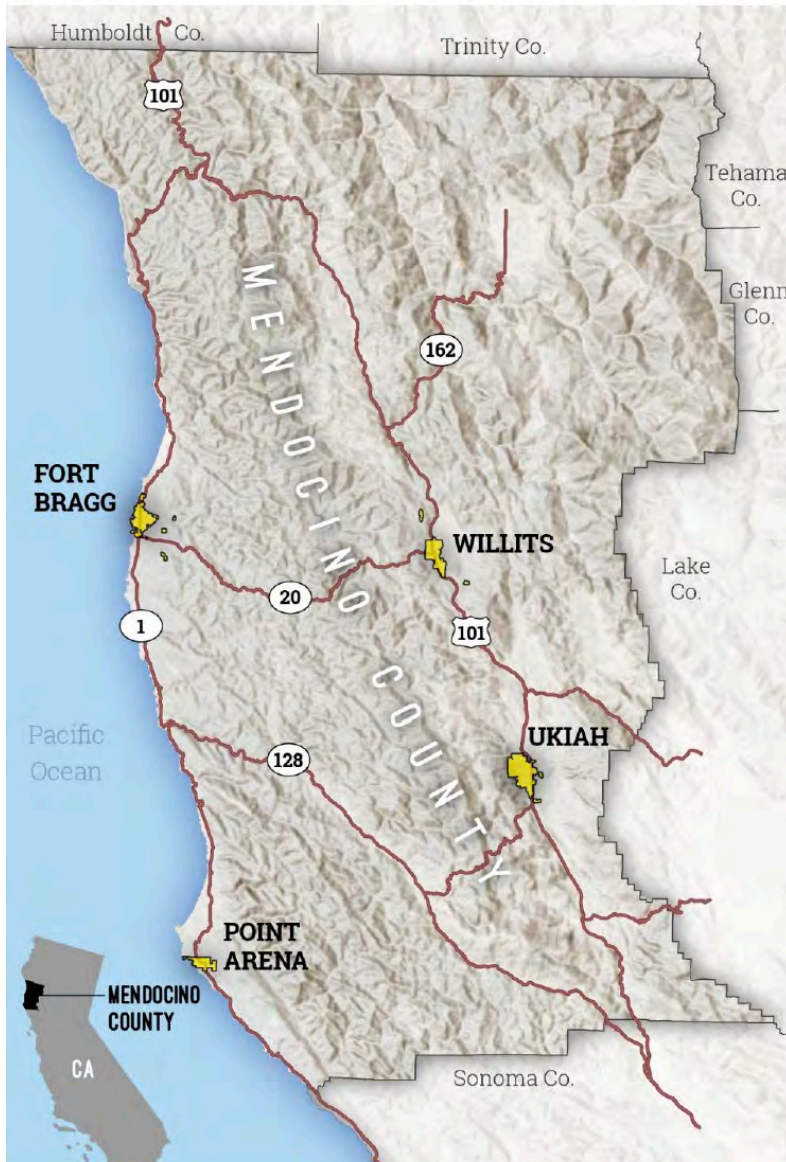 Humboldt Co.
Trinity Co.
101
Tehama
Co.
Glenn
Co.
162
MENDOCINO COUNTY
FORT
BRAGG
WILLITS
Lake
Co.
20
1
101
Pacific
Ocean
UKIAH
128
POINT
ARENA
MENDOCINO
COUNTY
CA
Sonoma Co.